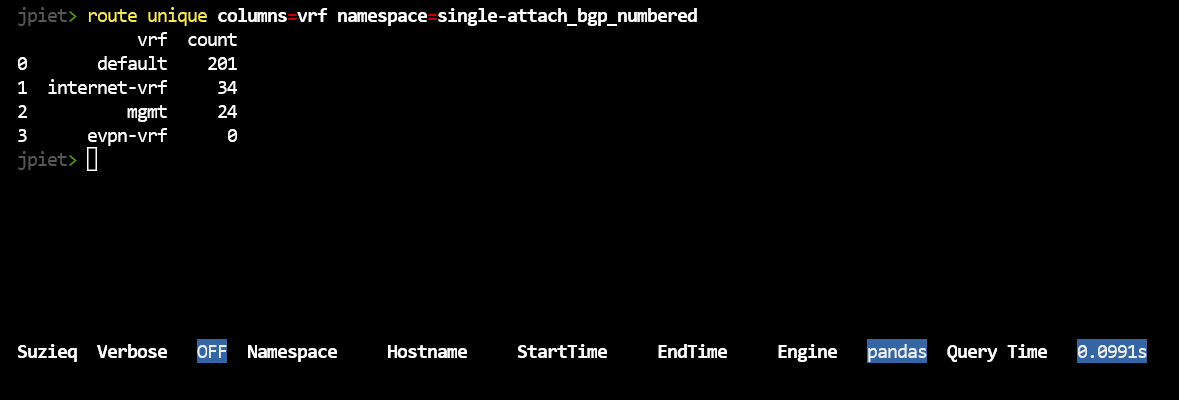 jpiet> route unique columns=vrf namespace=single-attach_bgp_numbered
            vrf  count
0       default    201
1  internet-vrf     34
2          mgmt     24
3      evpn-vrf      0
jpiet>
Suzieq  Verbose   OFF  Namespace     Hostname     StartTime     EndTime     Engine   pandas  Query Time   0.0991s